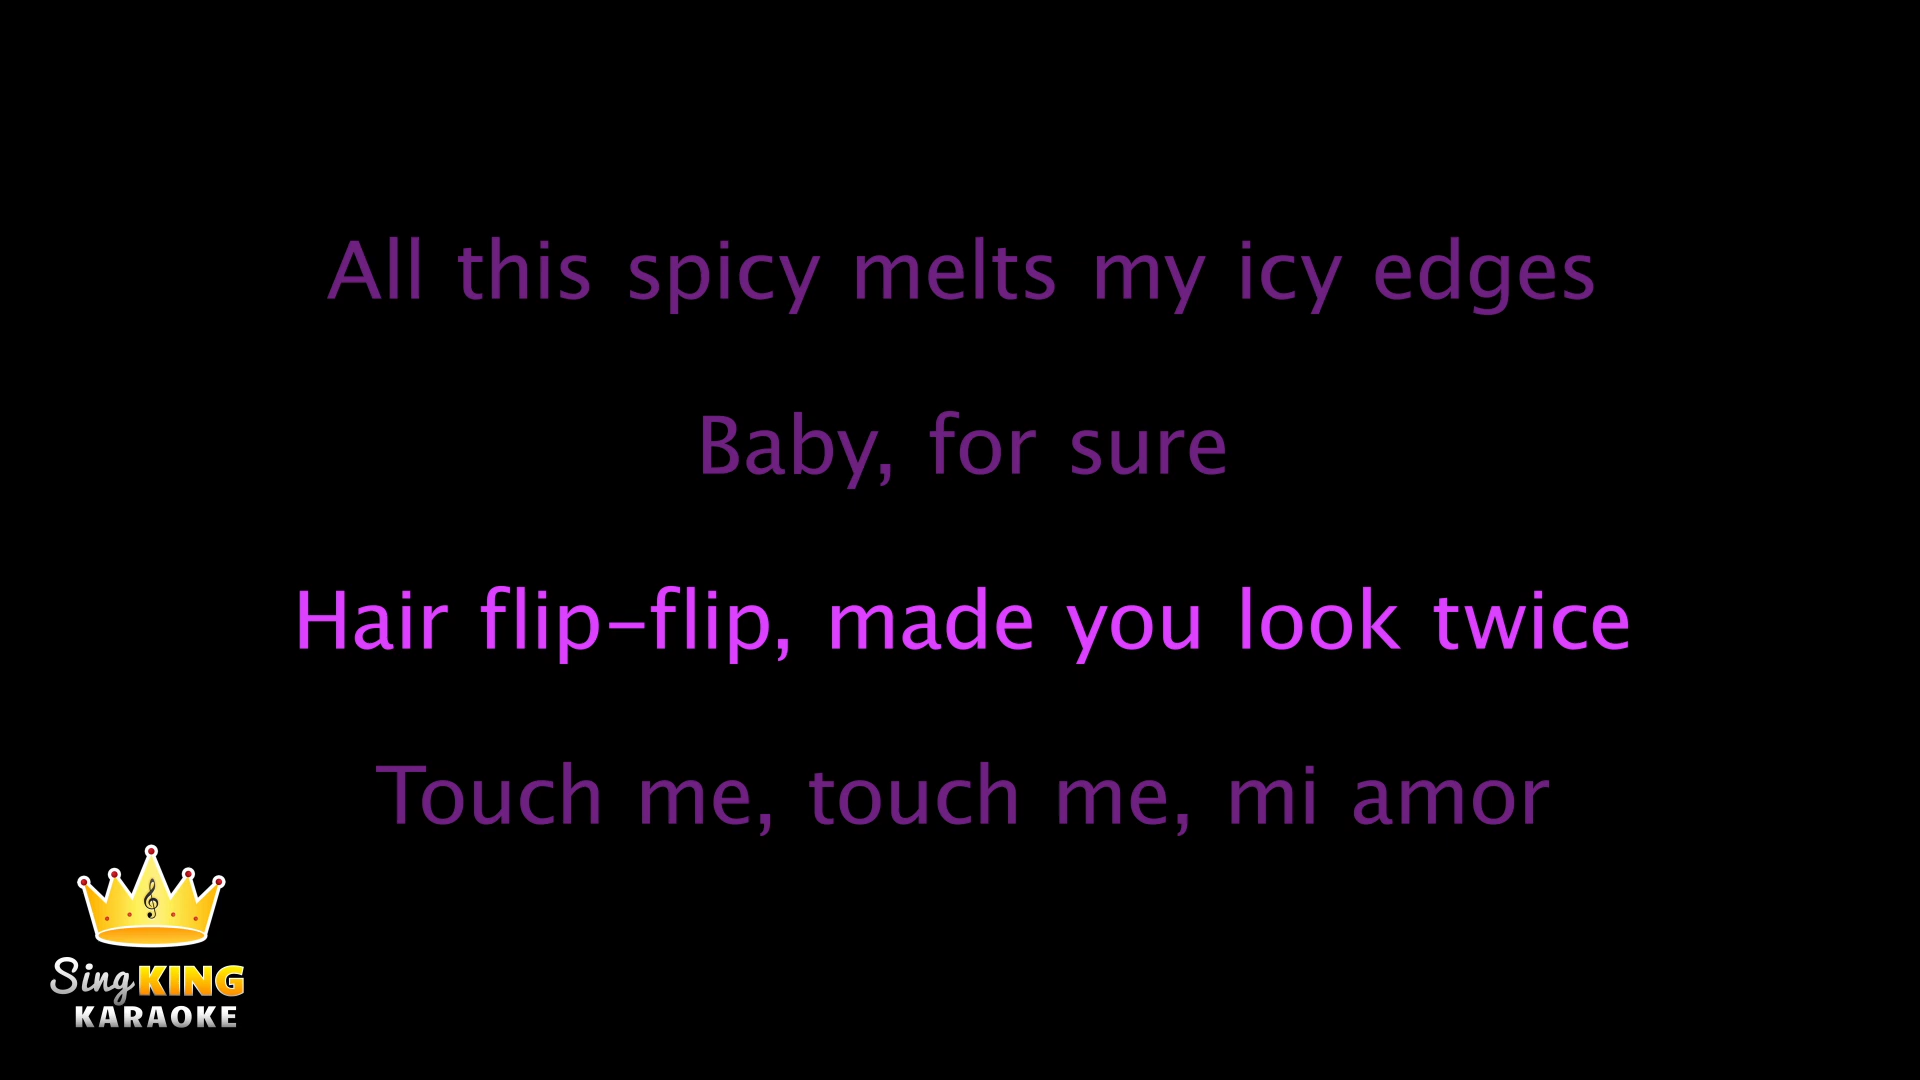 All this spicy melts my icy edges
Baby, for sure
Hair flip-flip, made you look twice
Touch me, touch me, mi amor
Sing KING
KARAOKE